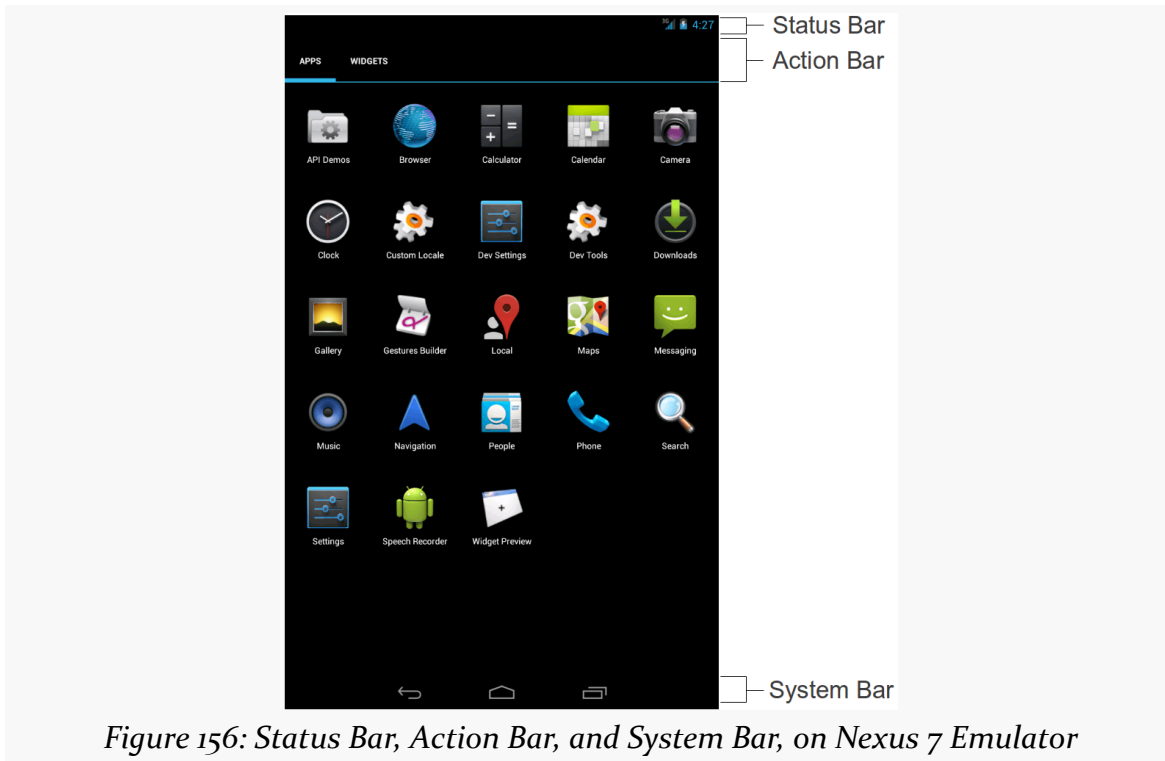 3G 4:27 Status Bar
Action Bar
APPS WIDGETS
API Demos Browser Calculator Calendar Camera
Clock Custom Locale Dev Settings Dev Tools Downloads
Gallery Gestures Builder Local Maps Messaging
Music Navigation People Phone Search
Settings Speech Recorder Widget Preview
System Bar
Figure 156: Status Bar, Action Bar, and System Bar, on Nexus 7 Emulator